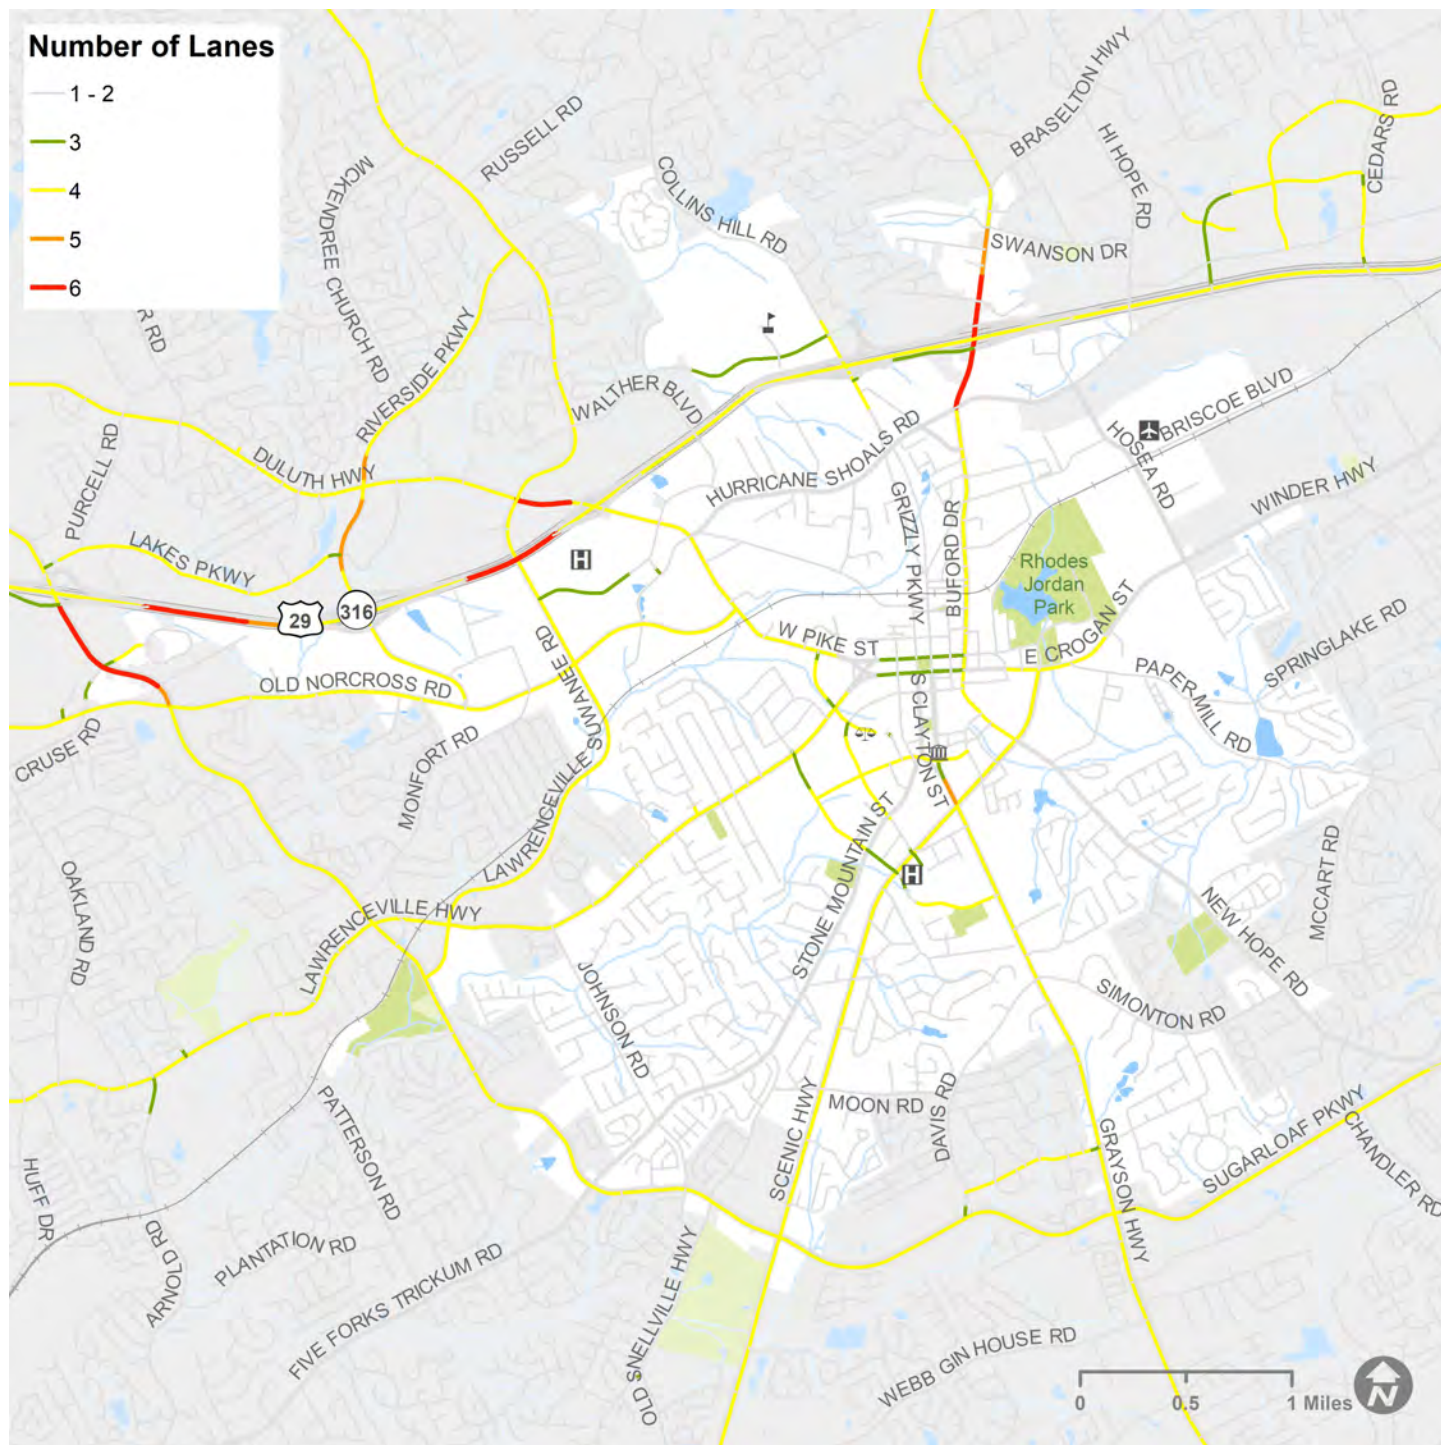 Number of Lanes
1 - 2
3
4
5
6
BRASELTON HWY
HI HOPE RD
CEDARS RD
RUSSELL RD
COLLINS HILL RD
MCKENDREE CHURCH RD
SWANSON DR
R RD
RIVERSIDE PKWY
WALTHER BLVD
BRISCOE BLVD
HOSEA RD
PURCELL RD
DULUTH HWY
HURRICANE SHOALS RD
WINDER HWY
GRIZZLY PKWY
BUFORD DR
LAKES PKWY
Rhodes
Jordan
Park
H
29
316
E CROGAN ST
SPRINGLAKE RD
W PIKE ST
PAPER MILL RD
OLD NORCROSS RD
LAWRENCEVILLE SUWANEE RD
S CLAYTON ST
CRUSE RD
MONFORT RD
STONE MOUNTAIN ST
MCCART RD
OAKLAND RD
H
NEW HOPE RD
LAWRENCEVILLE HWY
JOHNSON RD
SIMONTON RD
MOON RD
DAVIS RD
SCENIC HWY
PATTERSON RD
GRAYSON HWY
SUGARLOAF PKWY
CHANDLER RD
HUFF DR
ARNOLD RD
PLANTATION RD
FIVE FORKS TRICKUM RD
OLD SNELLVILLE HWY
WEBB GIN HOUSE RD
0 0.5 1 Miles
N